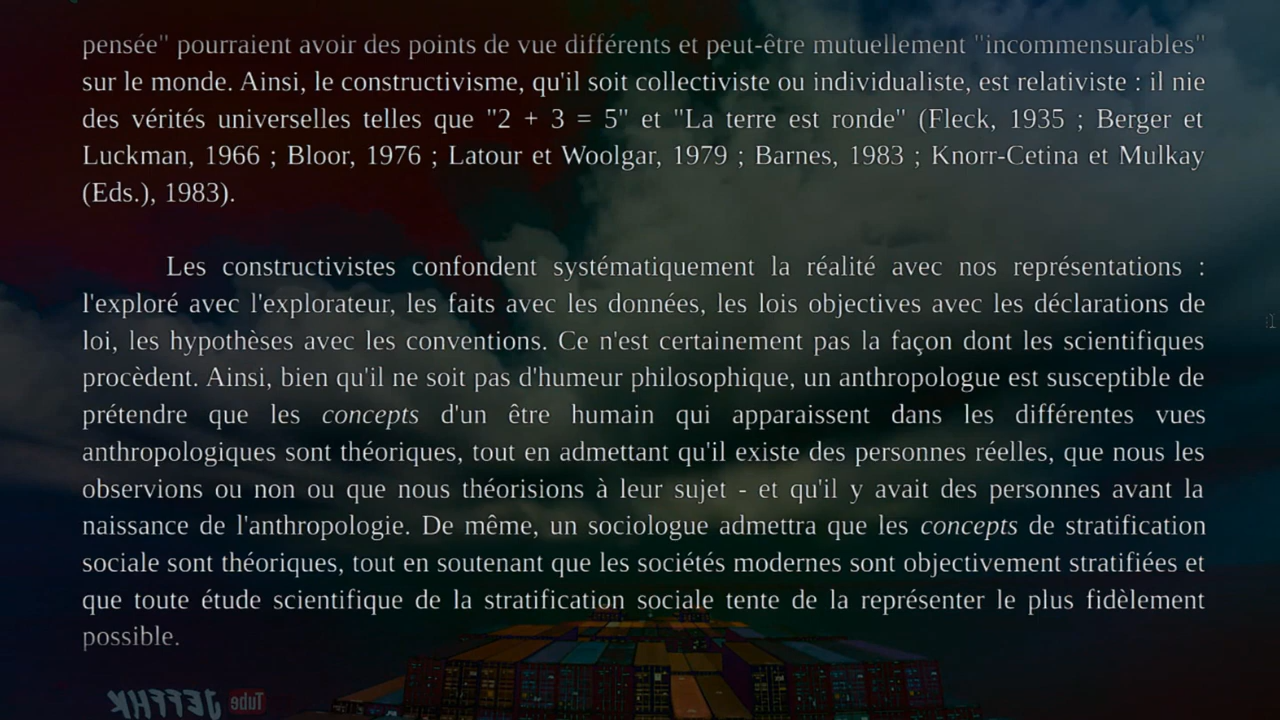 pensée" pourraient avoir des points de vue différents et peut-être mutuellement "incommensurables"
sur le monde. Ainsi, le constructivisme, qu'il soit collectiviste ou individualiste, est relativiste : il nie
des vérités universelles telles que "2 + 3 = 5" et "La terre est ronde" (Fleck, 1935 ; Berger et
Luckman, 1966 ; Bloor, 1976 ; Latour et Woolgar, 1979 ; Barnes, 1983 ; Knorr-Cetina et Mulkay
(Eds.), 1983).
Les constructivistes confondent systématiquement la réalité avec nos représentations :
l'exploré avec l'explorateur, les faits avec les données, les lois objectives avec les déclarations de
loi, les hypothèses avec les conventions. Ce n'est certainement pas la façon dont les scientifiques
procèdent. Ainsi, bien qu'il ne soit pas d'humeur philosophique, un anthropologue est susceptible de
prétendre que les concepts d'un être humain qui apparaissent dans les différentes vues
anthropologiques sont théoriques, tout en admettant qu'il existe des personnes réelles, que nous les
observions ou non ou que nous théorisions à leur sujet - et qu'il y avait des personnes avant la
naissance de l'anthropologie. De même, un sociologue admettra que les concepts de stratification
sociale sont théoriques, tout en soutenant que les sociétés modernes sont objectivement stratifiées et
que toute étude scientifique de la stratification sociale tente de la représenter le plus fidèlement
possible.
JEFFHK Tube